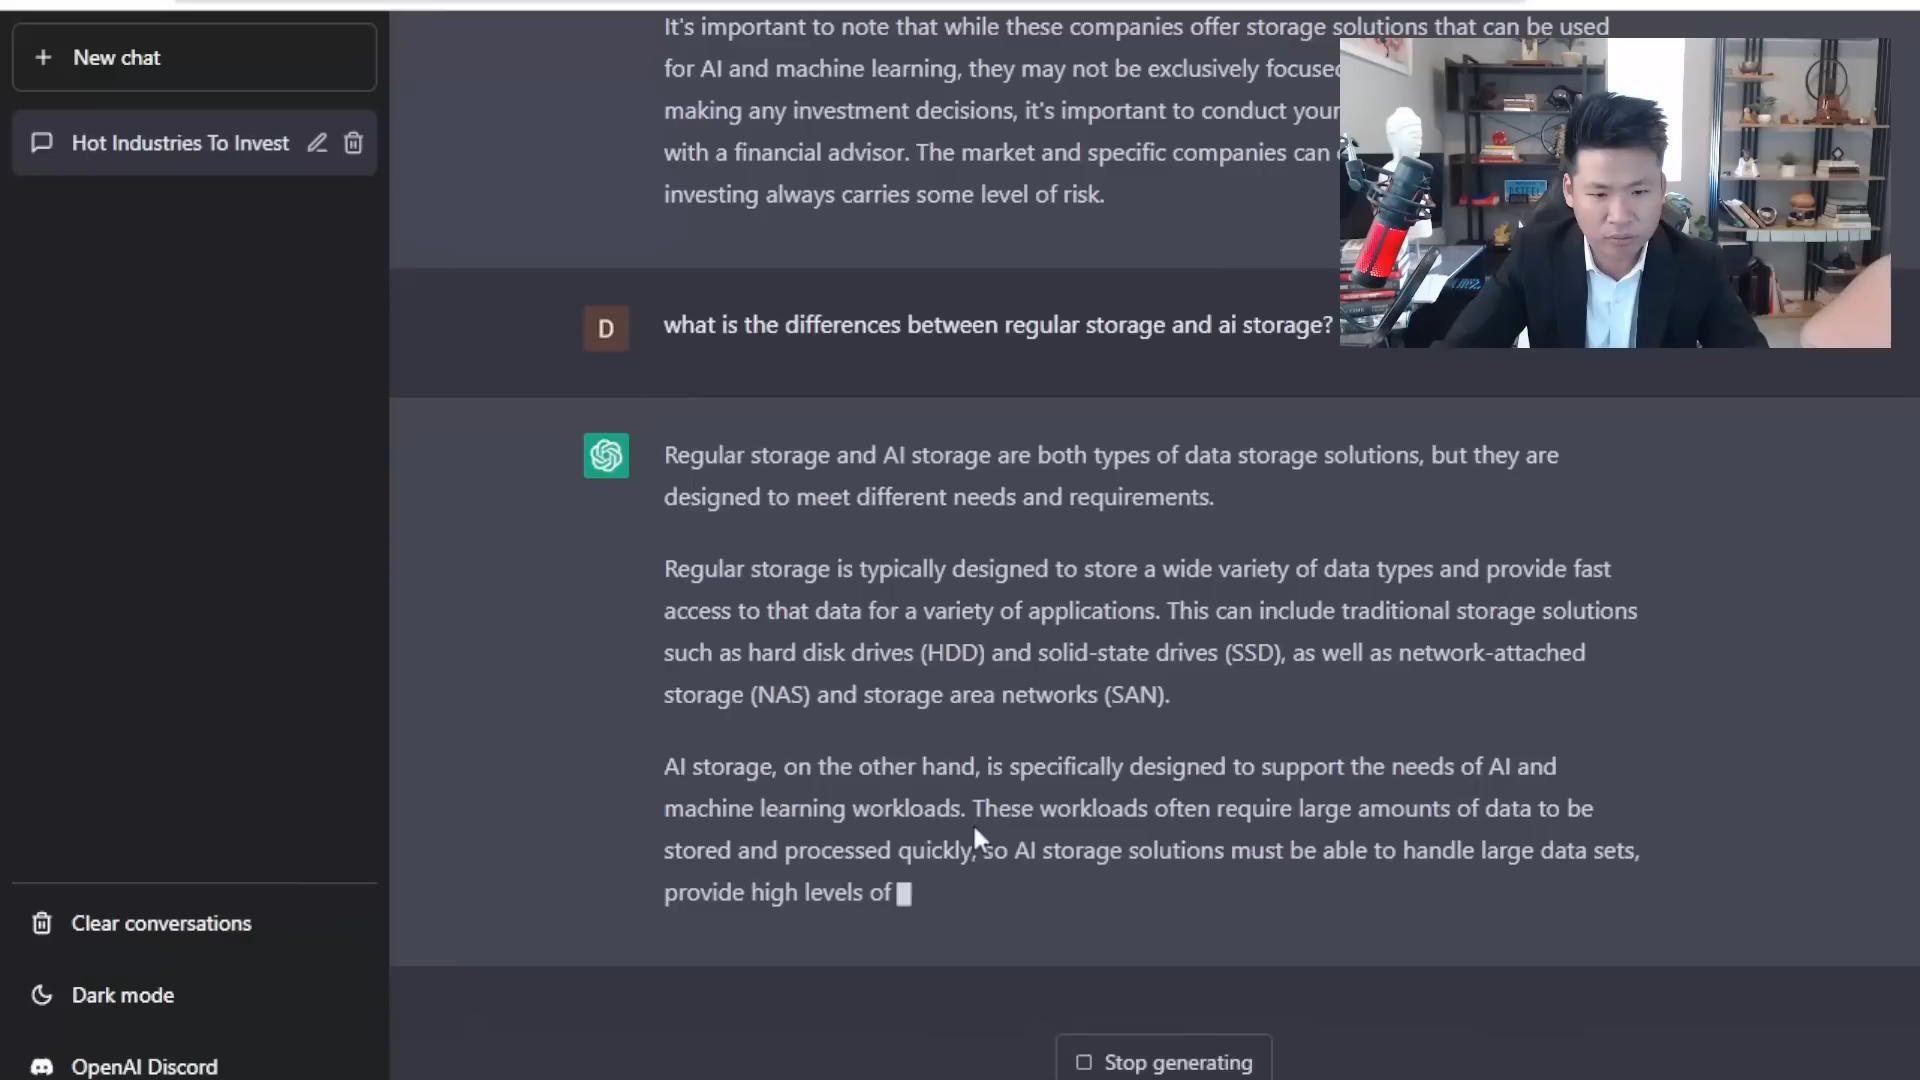 New chat
Hot Industries To Invest
Clear conversations
Dark mode
OpenAI Discord
It's important to note that while these companies offer storage solutions that can be used
for AI and machine learning, they may not be exclusively
making any investment decisions, it's important to conduct your
with a financial advisor. The market and specific companies can
investing always carries some level of risk.
D
what is the differences between regular storage and ai storage?
Regular storage and AI storage are both types of data storage solutions, but they are
designed to meet different needs and requirements.
Regular storage is typically designed to store a wide variety of data types and provide fast
access to that data for a variety of applications. This can include traditional storage solutions
such as hard disk drives (HDD) and solid-state drives (SSD), as well as network-attached
storage (NAS) and storage area networks (SAN).
AI storage, on the other hand, is specifically designed to support the needs of AI and
machine learning workloads. These workloads often require large amounts of data to be
stored and processed quickly, so AI storage solutions must be able to handle large data sets,
provide high levels of
Stop generating